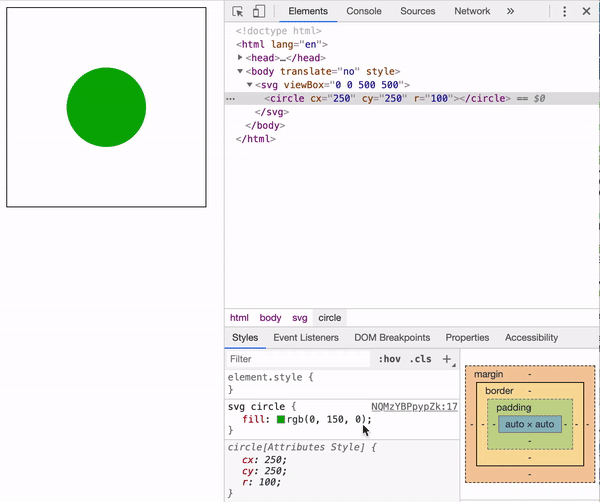 Elements Console Sources Network »
<!doctype html>
<html lang="en">
<head>…</head>
<body translate="no" style>
<svg viewBox="0 0 500 500">
… <circle cx="250" cy="250" r="100"></circle> == $0
</svg>
</body>
</html>
html body svg circle
Styles Event Listeners DOM Breakpoints Properties Accessibility
Filter :hov .cls +
element.style {
}
svg circle { NQMzYBPpypZk:17
fill: rgb(0, 150, 0);
}
circle[Attributes Style] {
cx: 250;
cy: 250;
r: 100;
}
margin -
border -
padding -
- - - auto × auto - - -
-
-
-